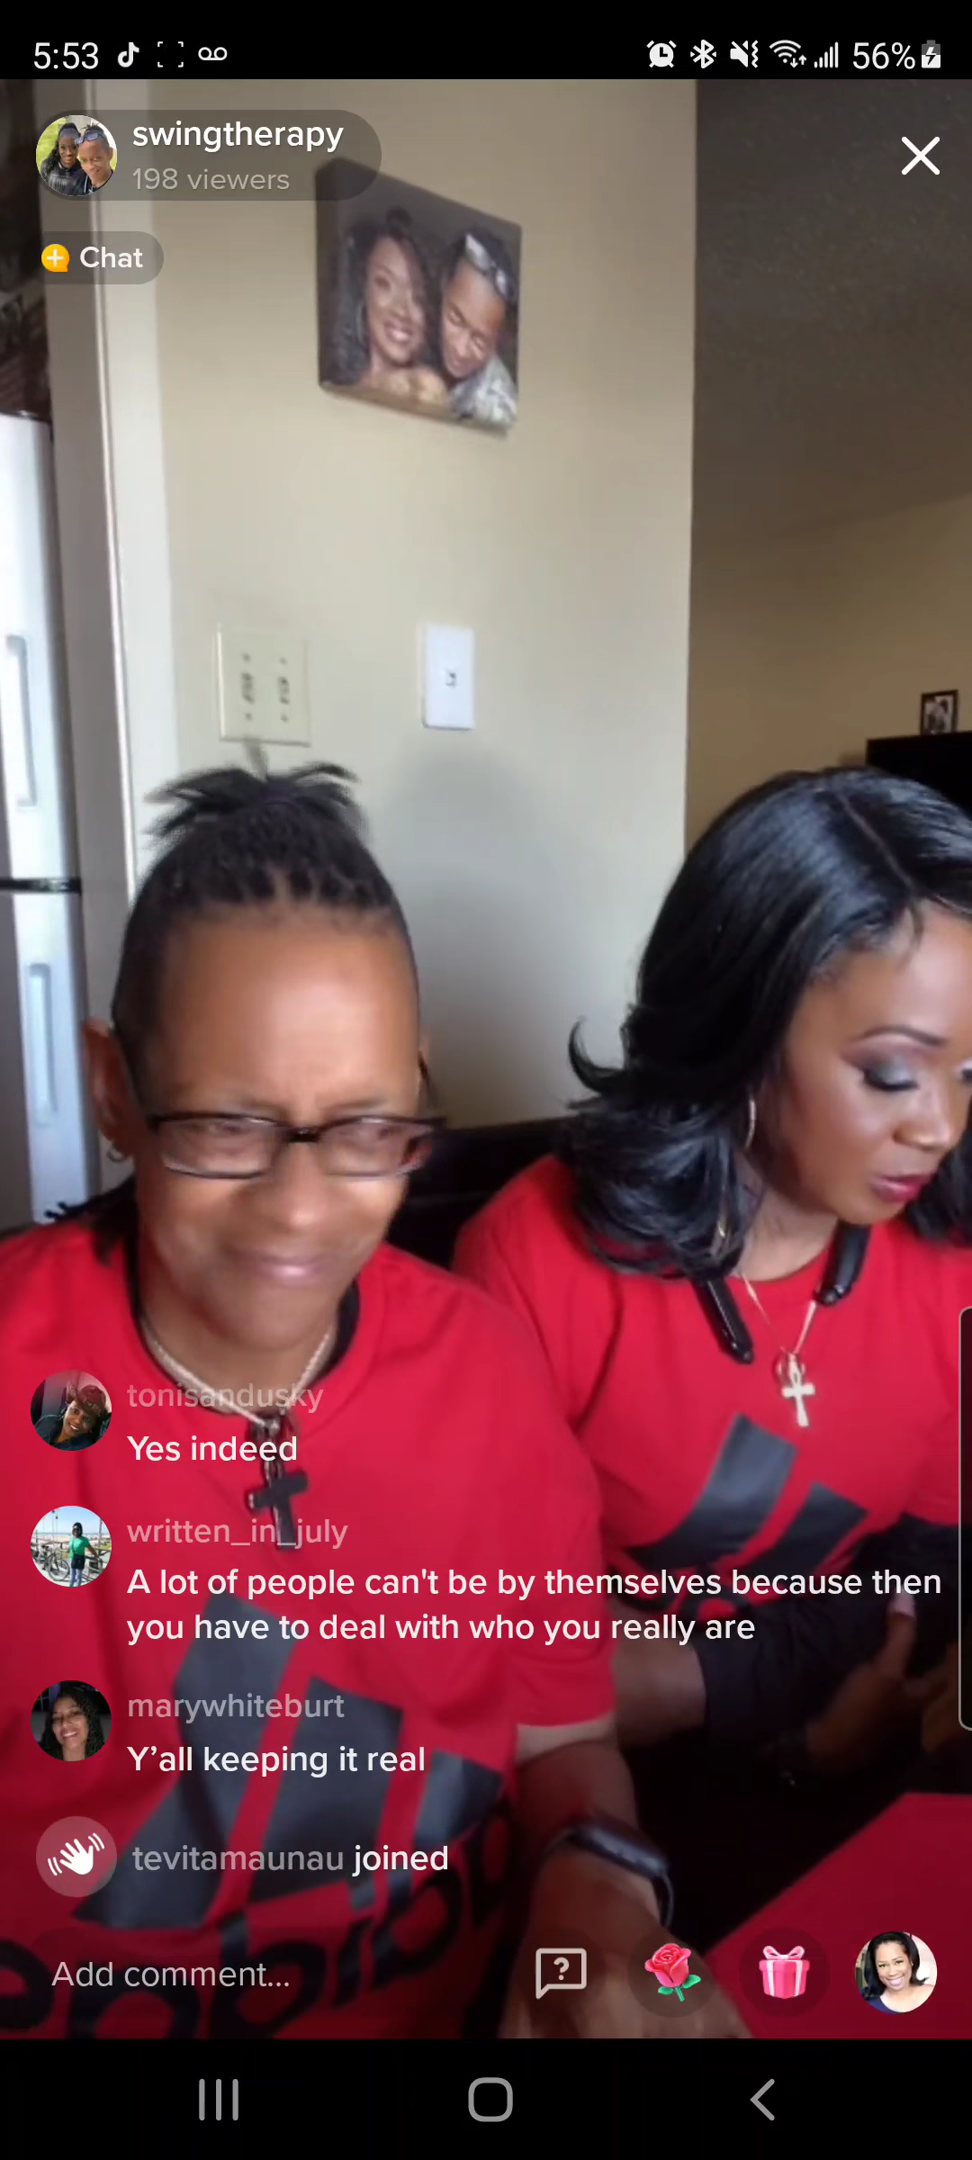 5:53
56%
swingtherapy
198 viewers
Chat
tonisandusky
Yes indeed
written_in_july
A lot of people can't be by themselves because then
you have to deal with who you really are
marywhiteburt
Y’all keeping it real
tevitamaunau joined
Add comment...